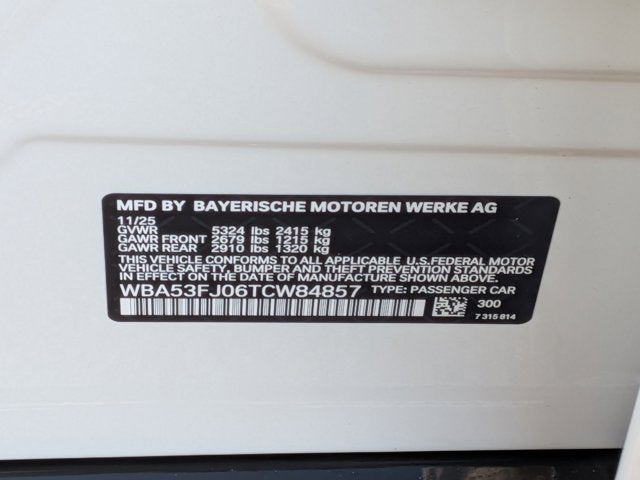 MFD BY BAYERISCHE MOTOREN WERKE AG
11/25
GVWR 5324 lbs 2415 kg
GAWR FRONT 2679 lbs 1215 kg
GAWR REAR 2910 lbs 1320 kg
THIS VEHICLE CONFORMS TO ALL APPLICABLE U.S.FEDERAL MOTOR
VEHICLE SAFETY, BUMPER AND THEFT PREVENTION STANDARDS
IN EFFECT ON THE DATE OF MANUFACTURE SHOWN ABOVE.
WBA53FJ06TCW84857 TYPE: PASSENGER CAR
300
7 315 814